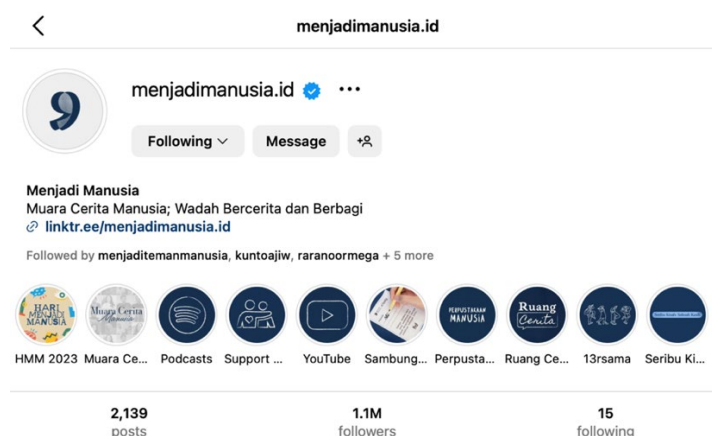 menjadimanusia.id
menjadimanusia.id
Following
Message
Menjadi Manusia
Muara Cerita Manusia; Wadah Bercerita dan Berbagi
linktr.ee/menjadimanusia.id
Followed by menjaditemanmanusia, kuntoajiw, raranoormega + 5 more
HARI
MENJADI
MANUSIA
Muara Cerita
Manusia
PERPUSTAKAAN
MANUSIA
Ruang
Cerita
HMM 2023 Muara Ce... Podcasts Support ... YouTube Sambung... Perpusta... Ruang Ce... 13rsama Seribu Ki...
2,139 1.1M 15
posts followers following